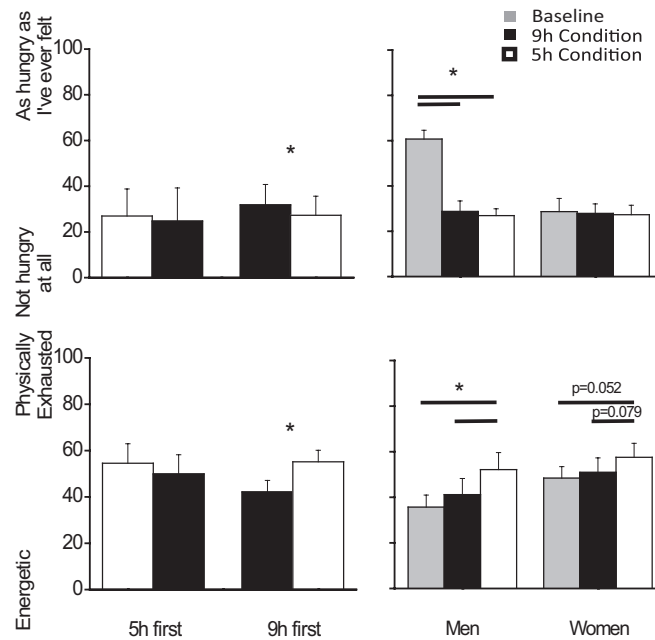 Baseline
9h Condition
5h Condition
As hungry as
I've ever felt
Not hungry
at all
100
80
60
40
20
0
*
*
Physically
Exhausted
Energetic
100
80
60
40
20
0
*
*
p=0.052
p=0.079
5h first
9h first
Men
Women